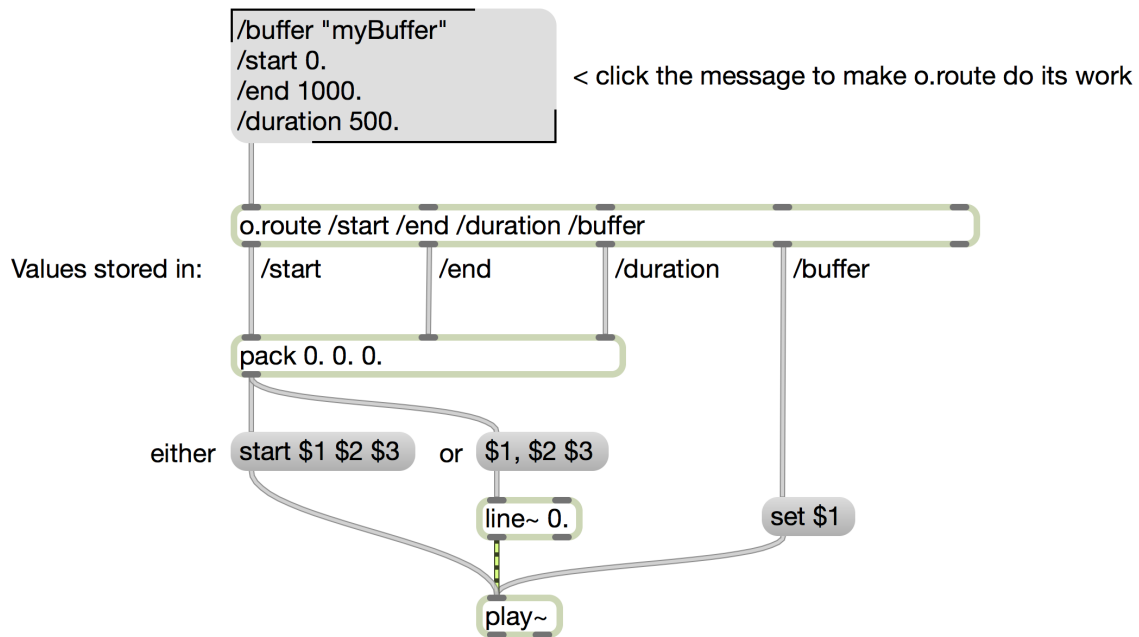 /buffer "myBuffer"
/start 0.
/end 1000.
/duration 500.
< click the message to make o.route do its work
o.route /start /end /duration /buffer
Values stored in: /start /end /duration /buffer
pack 0. 0. 0.
either start $1 $2 $3 or $1, $2 $3
line~ 0.
set $1
play~